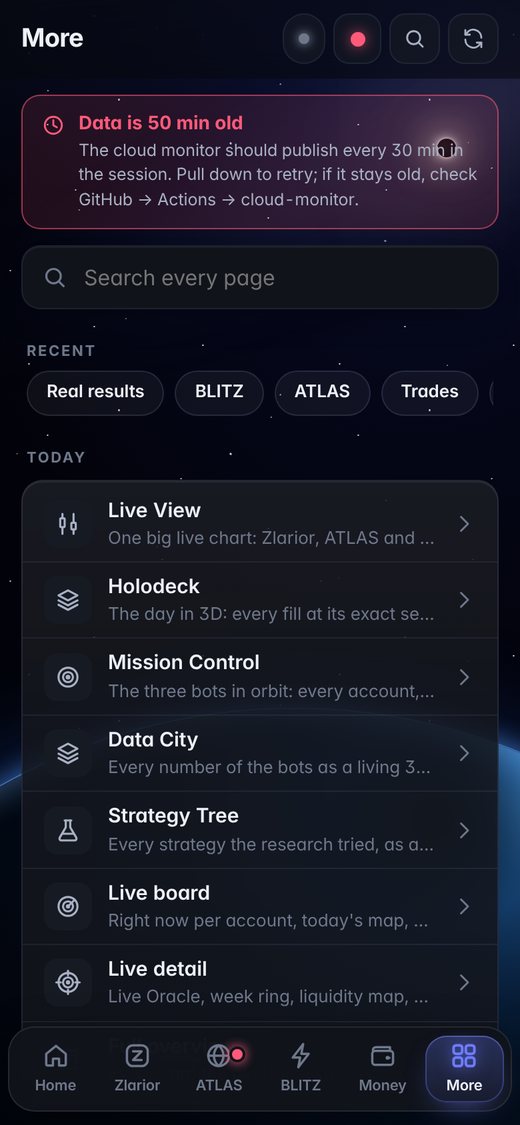 More
Data is 50 min old
The cloud monitor should publish every 30 min in
the session. Pull down to retry; if it stays old, check
GitHub → Actions → cloud-monitor.
Search every page
RECENT
Real results
BLITZ
ATLAS
Trades
TODAY
Live View
One big live chart: Zlarior, ATLAS and ...
Holodeck
The day in 3D: every fill at its exact se...
Mission Control
The three bots in orbit: every account,...
Data City
Every number of the bots as a living 3...
Strategy Tree
Every strategy the research tried, as a...
Live board
Right now per account, today's map, ...
Live detail
Live Oracle, week ring, liquidity map, ...
Home
Zlarior
ATLAS
BLITZ
Money
More